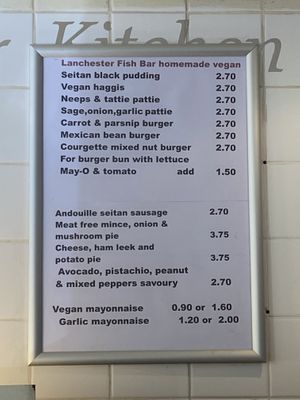 Kitchen
Lanchester Fish Bar homemade vegan
Seitan black pudding 2.70
Vegan haggis 2.70
Neeps & tattie pattie 2.70
Sage,onion,garlic pattie 2.70
Carrot & parsnip burger 2.70
Mexican bean burger 2.70
Courgette mixed nut burger 2.70
For burger bun with lettuce
May-O & tomato add 1.50
Andouille seitan sausage 2.70
Meat free mince, onion &
mushroom pie 3.75
Cheese, ham leek and
potato pie 3.75
Avocado, pistachio, peanut
& mixed peppers savoury 2.70
Vegan mayonnaise 0.90 or 1.60
Garlic mayonnaise 1.20 or 2.00